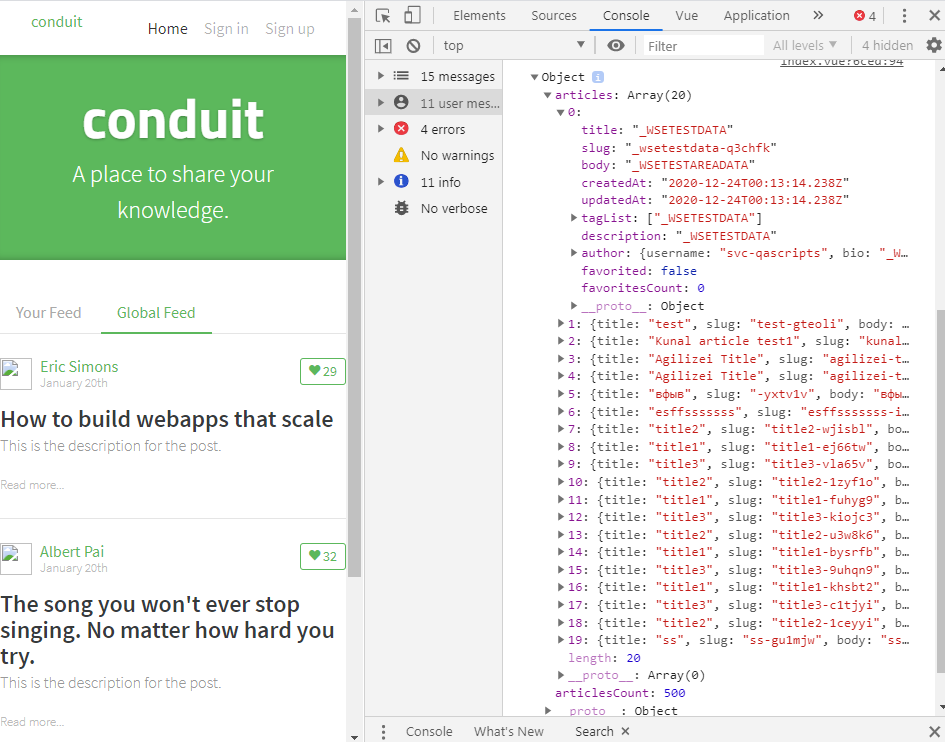 conduit
Home Sign in Sign up
conduit
A place to share your
knowledge.
Your Feed Global Feed
Eric Simons
January 20th
29
How to build webapps that scale
This is the description for the post.
Read more...
Albert Pai
January 20th
32
The song you won't ever stop
singing. No matter how hard you
try.
This is the description for the post.
Read more...
Elements Sources Console Vue Application » 4
top Filter All levels 4 hidden
15 messages
11 user mes...
4 errors
No warnings
11 info
No verbose
index.vue?6ced:94
Object i
articles: Array(20)
0:
title: "_WSETESTDATA"
slug: "_wsetestdata-q3chfk"
body: "_WSETESTAREADATA"
createdAt: "2020-12-24T00:13:14.238Z"
updatedAt: "2020-12-24T00:13:14.238Z"
tagList: ["_WSETESTDATA"]
description: "_WSETESTDATA"
author: {username: "svc-qascripts", bio: "_W…
favorited: false
favoritesCount: 0
__proto__: Object
1: {title: "test", slug: "test-gteoli", body: …
2: {title: "Kunal article test1", slug: "kunal…
3: {title: "Agilizei Title", slug: "agilizei-t…
4: {title: "Agilizei Title", slug: "agilizei-t…
5: {title: "вфыв", slug: "-yxtv1v", body: "вфы…
6: {title: "esffsssssss", slug: "esffsssssss-i…
7: {title: "title2", slug: "title2-wjisbl", bo…
8: {title: "title1", slug: "title1-ej66tw", bo…
9: {title: "title3", slug: "title3-vla65v", bo…
10: {title: "title2", slug: "title2-1zyf1o", b…
11: {title: "title1", slug: "title1-fuhyg9", b…
12: {title: "title3", slug: "title3-kiojc3", b…
13: {title: "title2", slug: "title2-u3w8k6", b…
14: {title: "title1", slug: "title1-bysrfb", b…
15: {title: "title3", slug: "title3-9uhqn9", b…
16: {title: "title1", slug: "title1-khsbt2", b…
17: {title: "title3", slug: "title3-c1tjyi", b…
18: {title: "title2", slug: "title2-1ceyyi", b…
19: {title: "ss", slug: "ss-gu1mjw", body: "ss…
length: 20
__proto__: Array(0)
articlesCount: 500
__proto__: Object
Console What's New Search